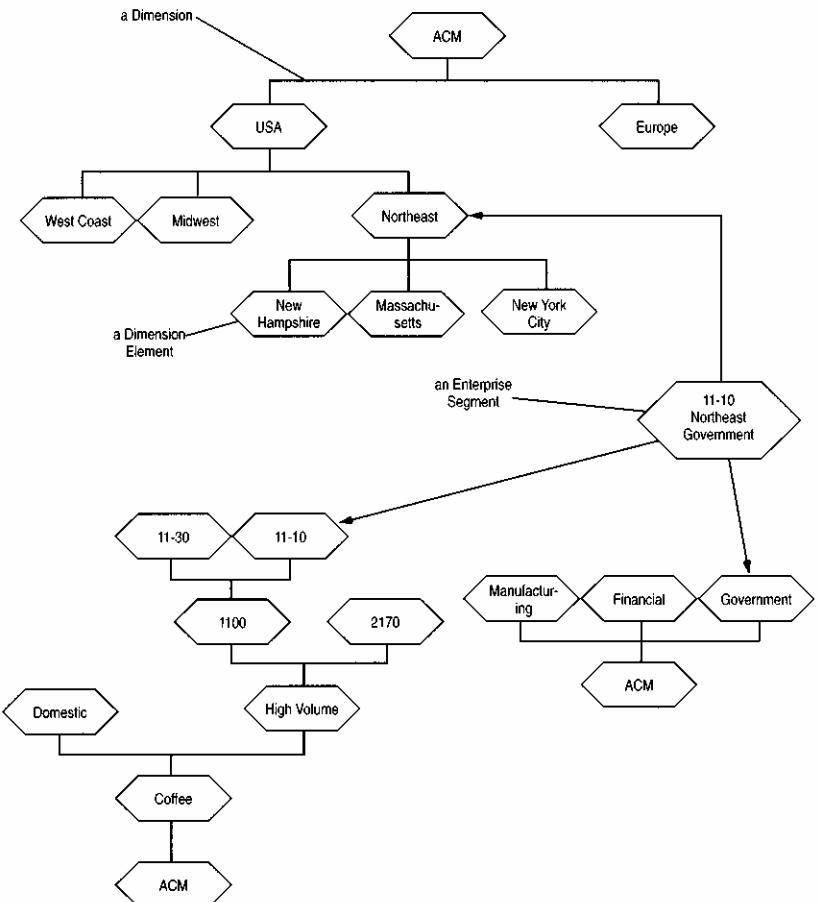 a Dimension
ACM
USA
Europe
West Coast
Midwest
Northeast
New
Hampshire
Massachu-
setts
New York
City
a Dimension
Element
an Enterprise
Segment
11-10
Northeast
Government
11-30
11-10
1100
2170
Manufactur-
ing
Financial
Government
ACM
Domestic
High Volume
Coffee
ACM